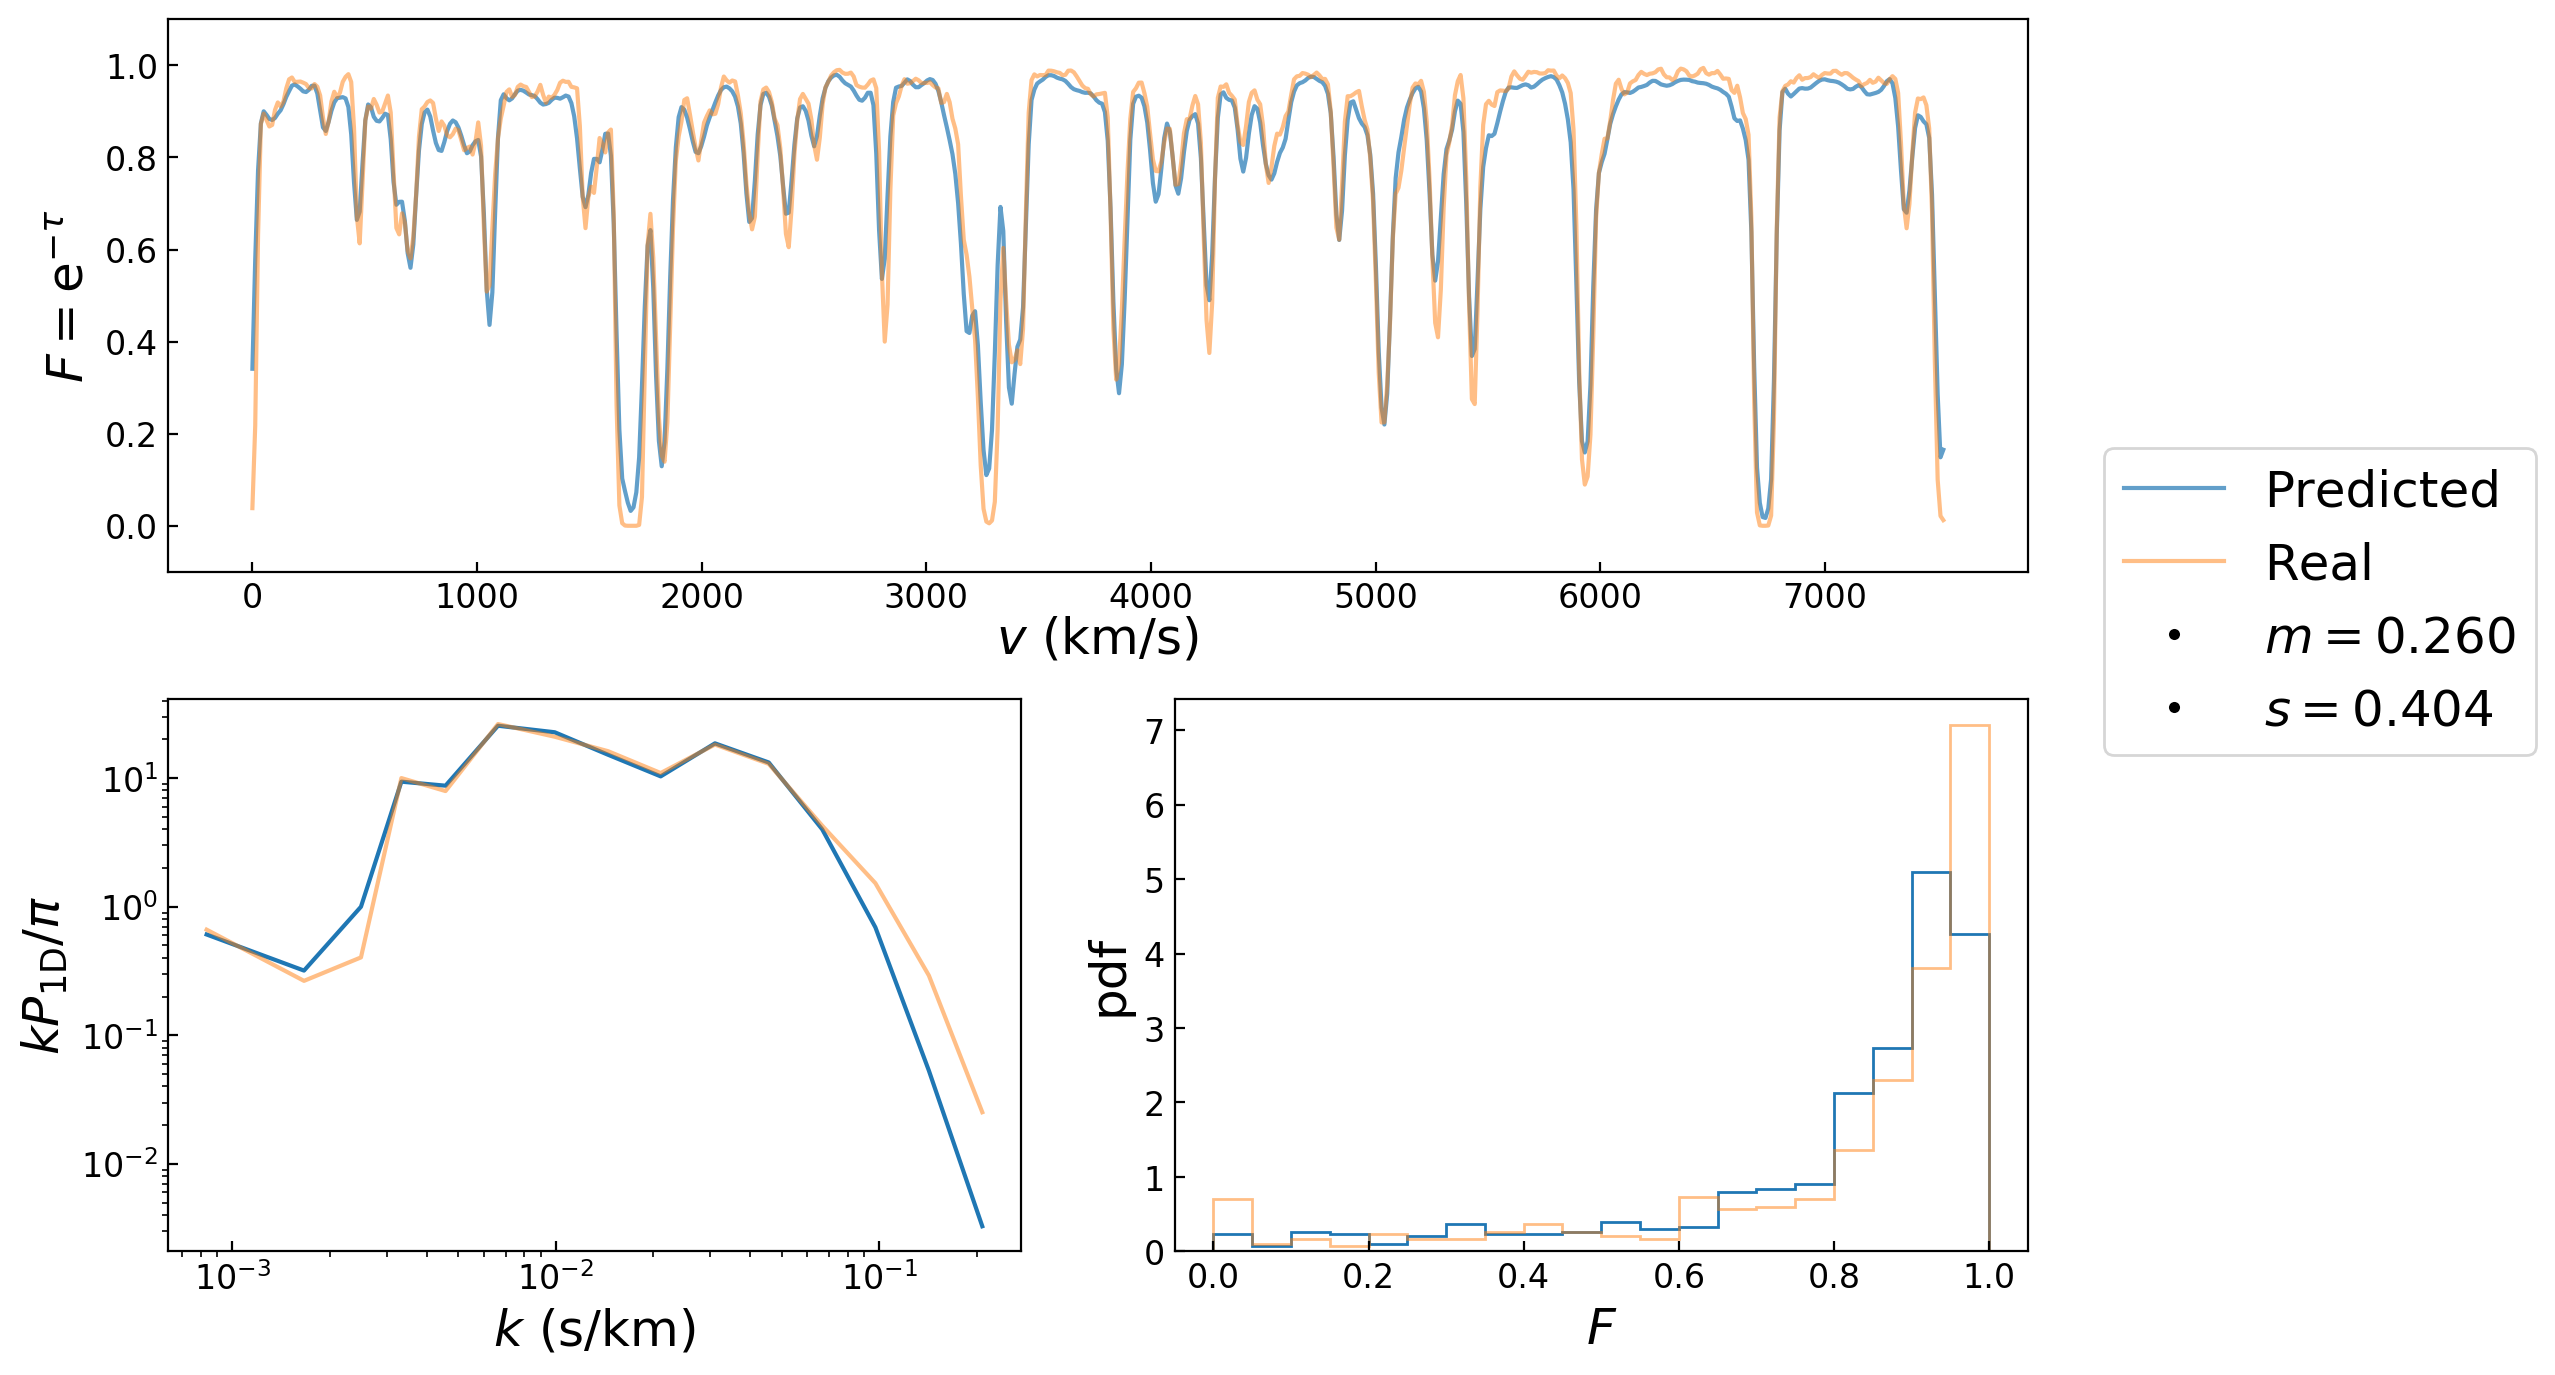 1.0
0.8
0.6
0.4
0.2
0.0
F = e^{-τ}
0 1000 2000 3000 4000 5000 6000 7000
v (km/s)
Predicted
Real
m = 0.260
s = 0.404
10^1
10^0
10^{-1}
10^{-2}
kP_{1D}/π
10^{-3} 10^{-2} 10^{-1}
k (s/km)
7
6
5
4
3
2
1
0
pdf
0.0 0.2 0.4 0.6 0.8 1.0
F